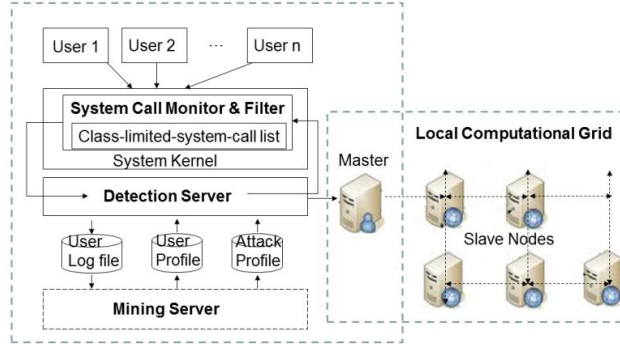 User 1
User 2
...
User n
System Call Monitor & Filter
Class-limited-system-call list
System Kernel
Detection Server
User
Log file
User
Profile
Attack
Profile
Mining Server
Local Computational Grid
Master
Slave Nodes